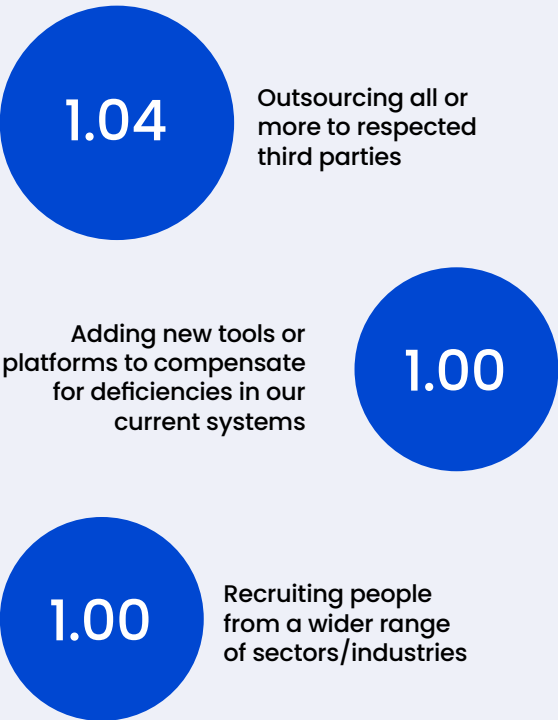 1.04
Outsourcing all or
more to respected
third parties
Adding new tools or
platforms to compensate
for deficiencies in our
current systems
1.00
1.00
Recruiting people
from a wider range
of sectors/industries